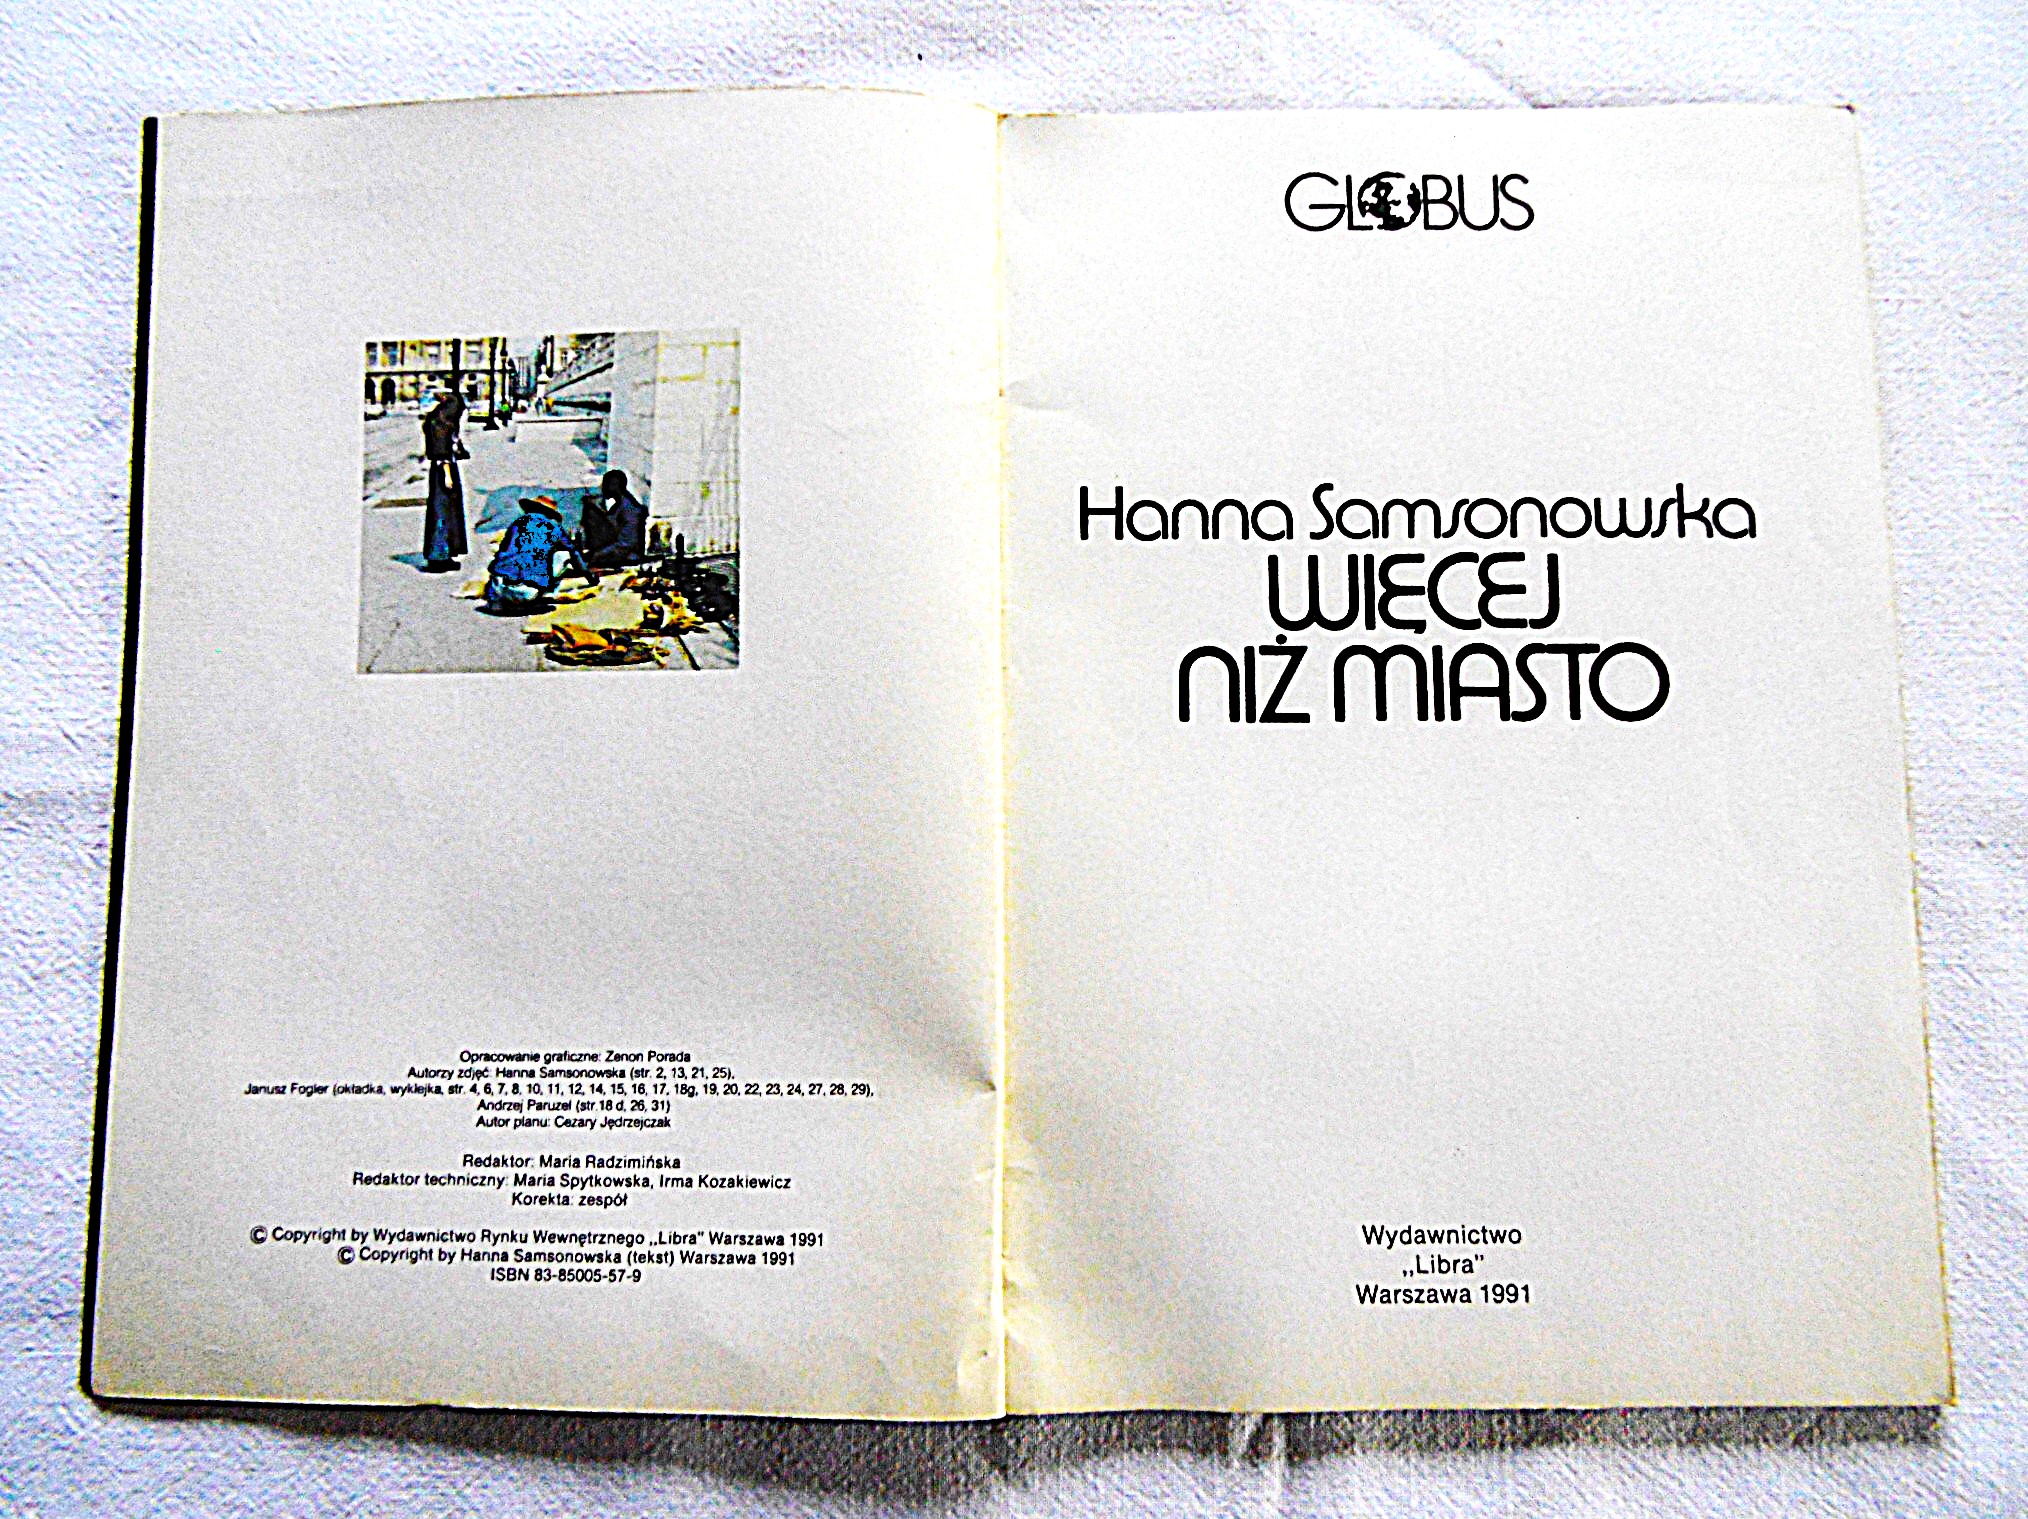 Opracowanie graficzne: Zenon Porada
Autorzy zdjęć: Hanna Samsonowska (str. 2, 13, 21, 25),
Janusz Fogler (okładka, wyklejka, str. 4, 6, 7, 8, 10, 11, 12, 14, 15, 16, 17, 18g, 19, 20, 22, 23, 24, 27, 28, 29),
Andrzej Paruzel (str.18 d, 26, 31)
Autor planu: Cezary Jędrzejczak
Redaktor: Maria Radzimińska
Redaktor techniczny: Maria Spytkowska, Irma Kozakiewicz
Korekta: zespół
© Copyright by Wydawnictwo Rynku Wewnętrznego „Libra" Warszawa 1991
© Copyright by Hanna Samsonowska (tekst) Warszawa 1991
ISBN 83-85005-57-9
GLOBUS
Hanna Samsonowska
WIĘCEJ
NIŻ MIASTO
Wydawnictwo
„Libra"
Warszawa 1991